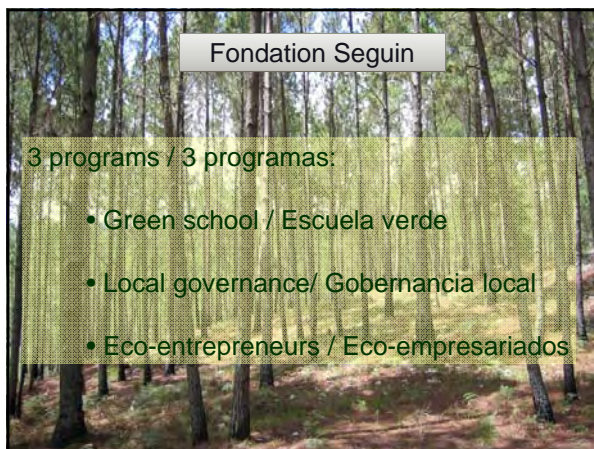 Fondation Seguin
3 programs / 3 programas:
• Green school / Escuela verde
• Local governance/ Gobernancia local
• Eco-entrepreneurs / Eco-empresariados